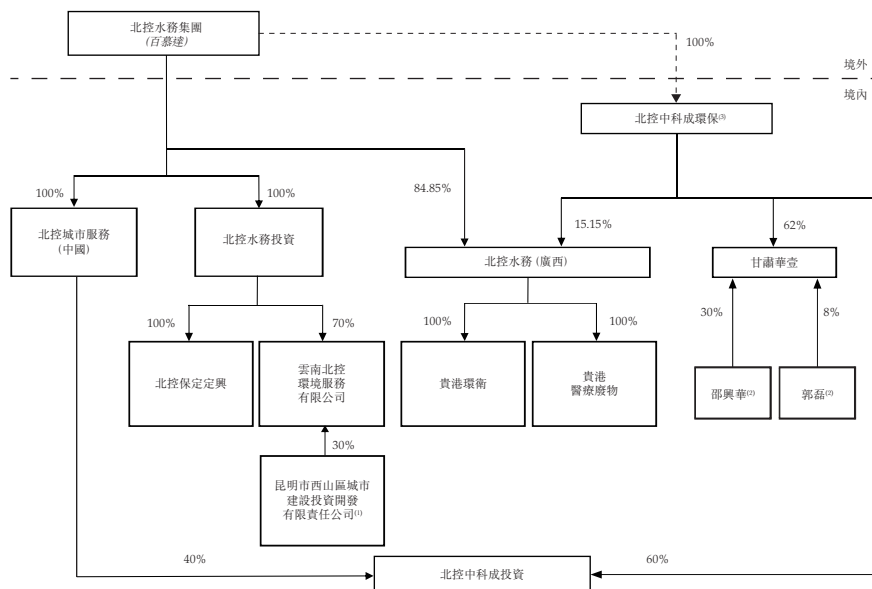 北控水務集團
(百慕達)
100%
境外
境內
北控中科成環保(3)
100%
100%
84.85%
15.15%
62%
北控城市服務
(中國)
北控水務投資
北控水務 (廣西)
甘肅華壹
100%
70%
100%
100%
30%
8%
北控保定定興
雲南北控
環境服務
有限公司
貴港環衛
貴港
醫療廢物
邵興華(2)
郭磊(2)
30%
昆明市西山區城市
建設投資開發
有限責任公司(1)
40%
北控中科成投資
60%